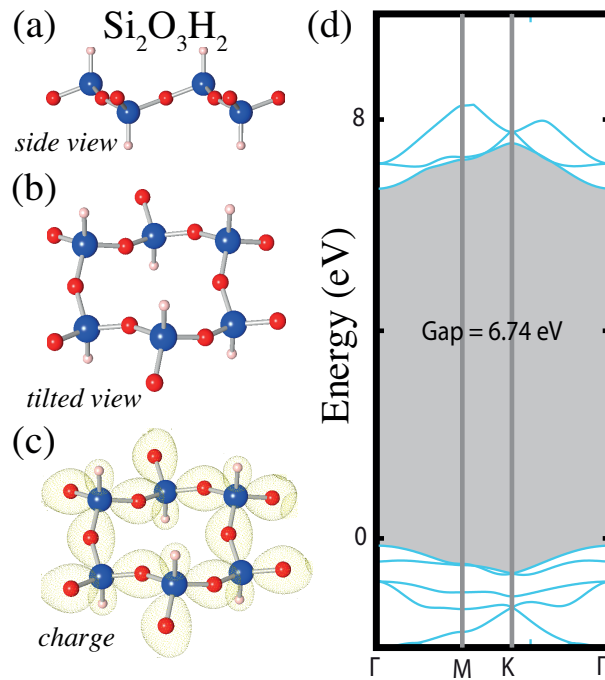 (a) Si₂O₃H₂
side view
(b)
tilted view
(c)
charge
(d)
Energy (eV)
8
0
Gap = 6.74 eV
Γ M K Γ